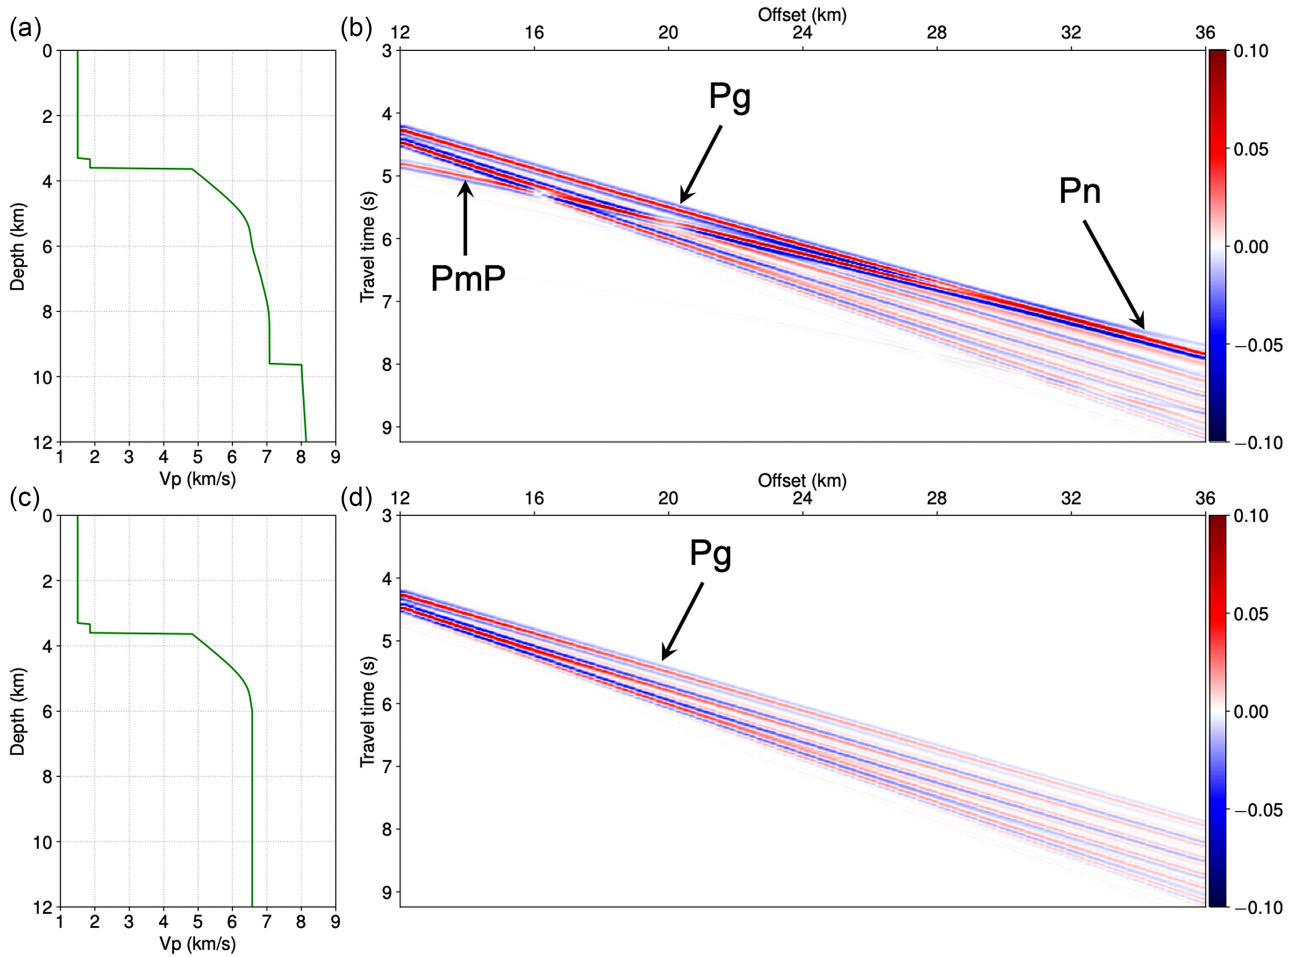 (a)
0
2
4
6
8
10
12
Depth (km)
1 2 3 4 5 6 7 8 9
Vp (km/s)
(b)
Offset (km)
12 16 20 24 28 32 36
3
4
5
6
7
8
9
Travel time (s)
Pg
Pn
PmP
0.10
0.05
0.00
−0.05
−0.10
(c)
0
2
4
6
8
10
12
Depth (km)
1 2 3 4 5 6 7 8 9
Vp (km/s)
(d)
Offset (km)
12 16 20 24 28 32 36
3
4
5
6
7
8
9
Travel time (s)
Pg
0.10
0.05
0.00
−0.05
−0.10